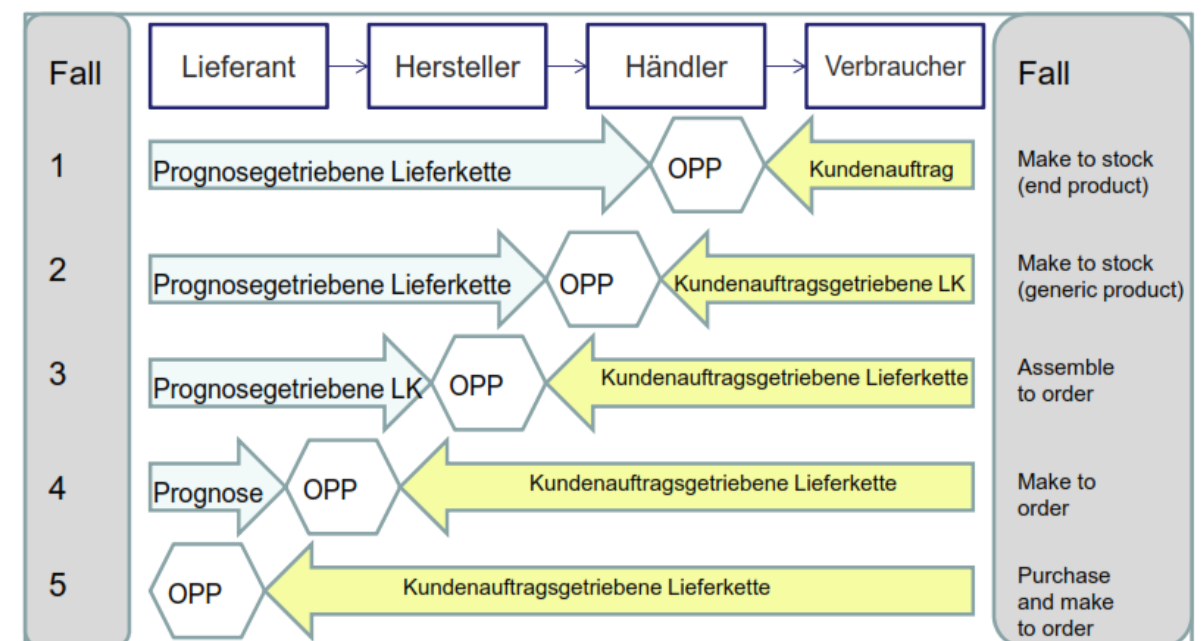 Fall
Lieferant
Hersteller
Händler
Verbraucher
Fall
1
Prognosegetriebene Lieferkette
OPP
Kundenauftrag
Make to stock
(end product)
2
Prognosegetriebene Lieferkette
OPP
Kundenauftragsgetriebene LK
Make to stock
(generic product)
3
Prognosegetriebene LK
OPP
Kundenauftragsgetriebene Lieferkette
Assemble
to order
4
Prognose
OPP
Kundenauftragsgetriebene Lieferkette
Make to
order
5
OPP
Kundenauftragsgetriebene Lieferkette
Purchase
and make
to order